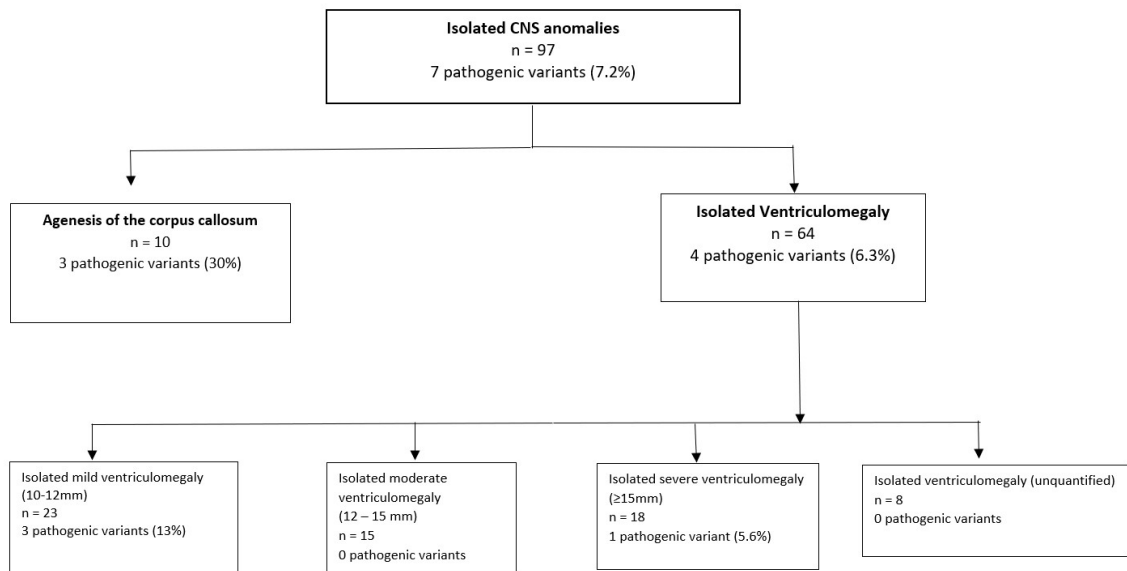 Isolated CNS anomalies
n = 97
7 pathogenic variants (7.2%)
Agenesis of the corpus callosum
n = 10
3 pathogenic variants (30%)
Isolated Ventriculomegaly
n = 64
4 pathogenic variants (6.3%)
Isolated mild ventriculomegaly
(10-12mm)
n = 23
3 pathogenic variants (13%)
Isolated moderate
ventriculomegaly
(12 – 15 mm)
n = 15
0 pathogenic variants
Isolated severe ventriculomegaly
(≥15mm)
n = 18
1 pathogenic variant (5.6%)
Isolated ventriculomegaly (unquantified)
n = 8
0 pathogenic variants